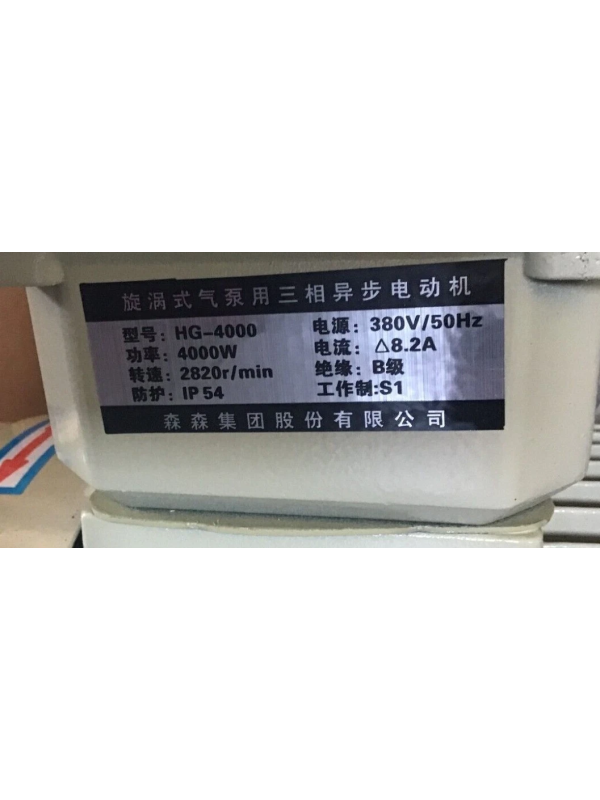 旋涡式气泵用三相异步电动机
型号: HG-4000 电源: 380V/50Hz
功率: 4000W 电流: △8.2A
转速: 2820r/min 绝缘: B级
防护: IP54 工作制:S1
森森集团股份有限公司